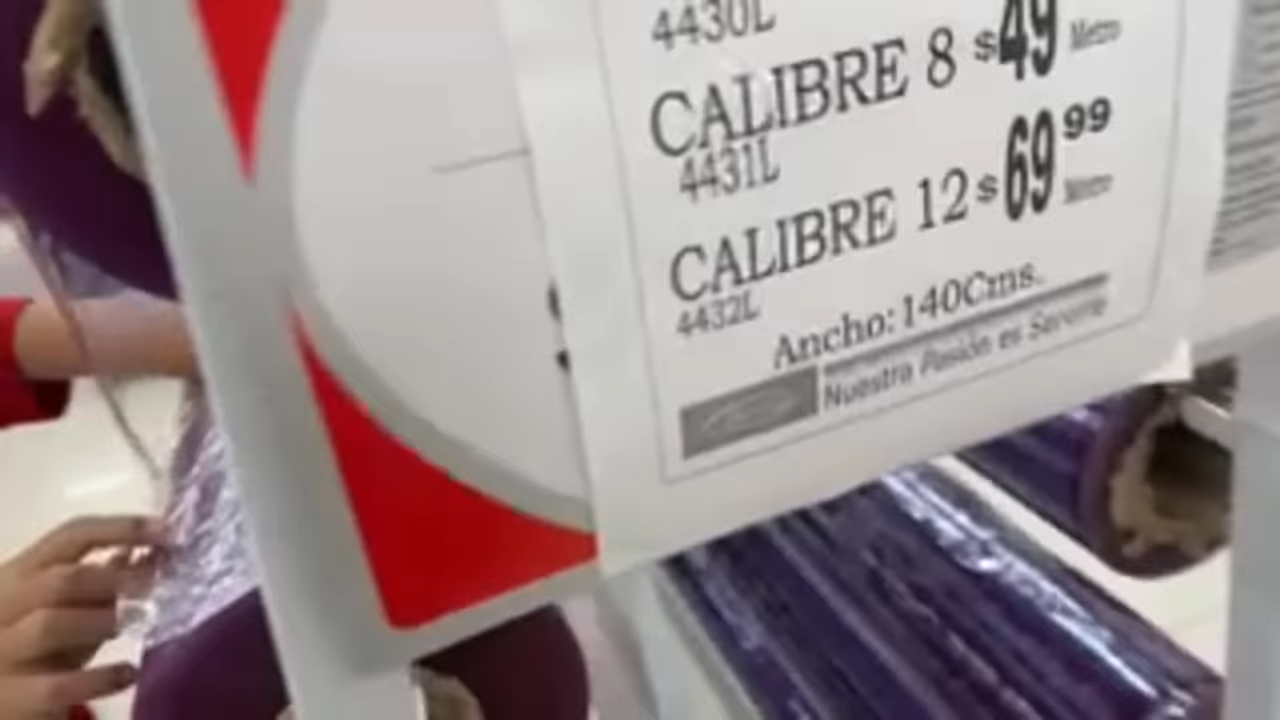 4430L
CALIBRE 8 $49 Metro
4431L
CALIBRE 12 $69.99 Metro
4432L
Ancho: 140Cms.
Nuestra Pasión es Servirle